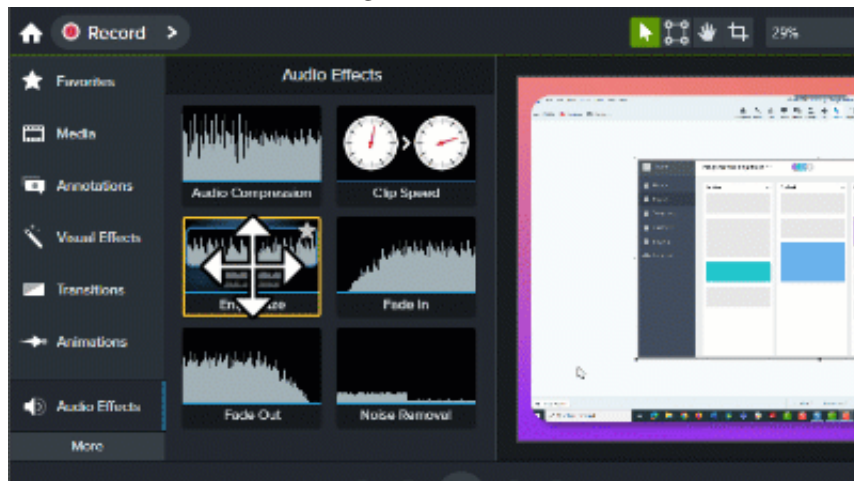 Record
29%
Favorites
Audio Effects
Media
Annotations
Audio Compression
Clip Speed
Visual Effects
Transitions
Fade In
Animations
Audio Effects
Fade Out
Noise Removal
More